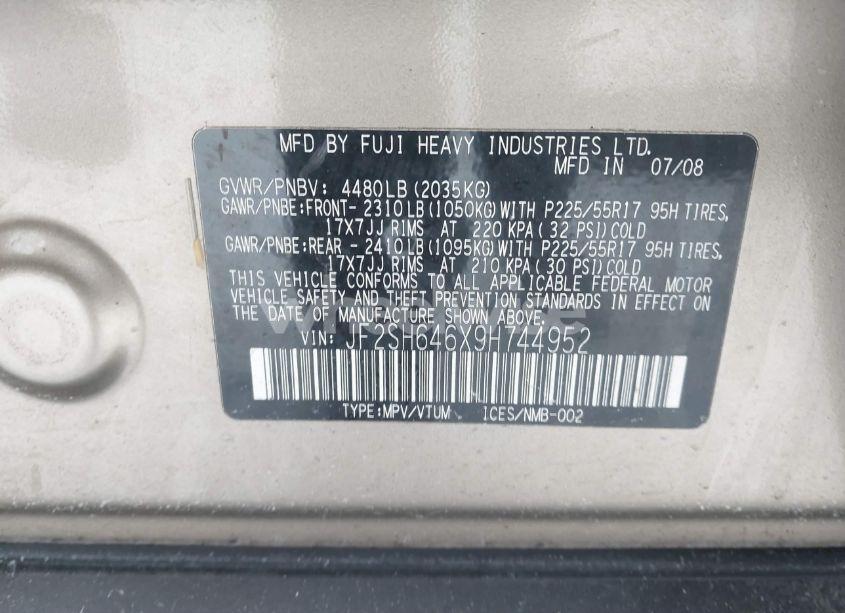 MFD BY FUJI HEAVY INDUSTRIES LTD.
MFD IN 07/08
GVWR/PNBV: 4480LB(2035KG)
GAWR/PNBE:FRONT- 2310LB(1050KG)WITH P225/55R17 95H TIRES,
17X7JJ RIMS AT 220 KPA(32 PSI)COLD
GAWR/PNBE:REAR - 2410LB(1095KG)WITH P225/55R17 95H TIRES,
17X7JJ RIMS AT 210 KPA(30 PSI)COLD
THIS VEHICLE CONFORMS TO ALL APPLICABLE FEDERAL MOTOR
VEHICLE SAFETY AND THEFT PREVENTION STANDARDS IN EFFECT ON
THE DATE OF MANUFACTURE SHOWN ABOVE.
VIN: JF2SH646X9H744952
TYPE:MPV/VTUM ICES/NMB-002